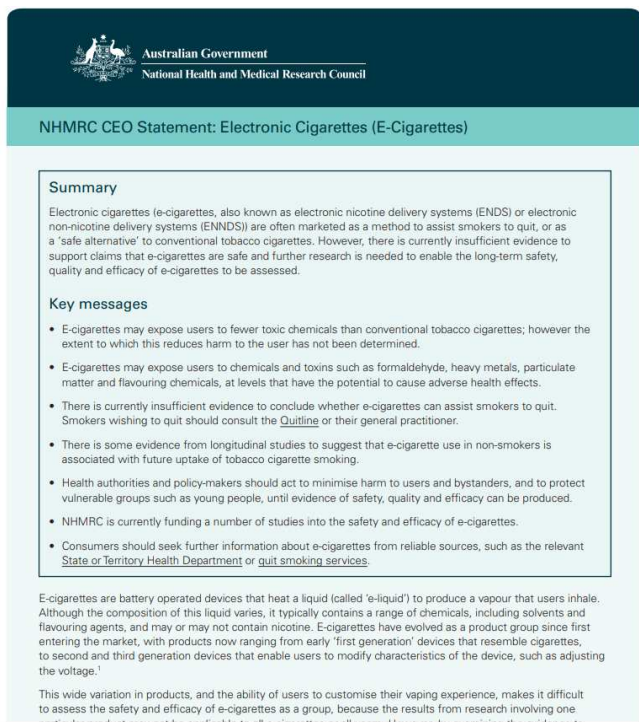 Australian Government
National Health and Medical Research Council
NHMRC CEO Statement: Electronic Cigarettes (E-Cigarettes)
Summary
Electronic cigarettes (e-cigarettes, also known as electronic nicotine delivery systems (ENDS) or electronic
non-nicotine delivery systems (ENNDS)) are often marketed as a method to assist smokers to quit, or as
a 'safe alternative' to conventional tobacco cigarettes. However, there is currently insufficient evidence to
support claims that e-cigarettes are safe and further research is needed to enable the long-term safety,
quality and efficacy of e-cigarettes to be assessed.
Key messages
• E-cigarettes may expose users to fewer toxic chemicals than conventional tobacco cigarettes; however the
extent to which this reduces harm to the user has not been determined.
• E-cigarettes may expose users to chemicals and toxins such as formaldehyde, heavy metals, particulate
matter and flavouring chemicals, at levels that have the potential to cause adverse health effects.
• There is currently insufficient evidence to conclude whether e-cigarettes can assist smokers to quit.
Smokers wishing to quit should consult the Quitline or their general practitioner.
• There is some evidence from longitudinal studies to suggest that e-cigarette use in non-smokers is
associated with future uptake of tobacco cigarette smoking.
• Health authorities and policy-makers should act to minimise harm to users and bystanders, and to protect
vulnerable groups such as young people, until evidence of safety, quality and efficacy can be produced.
• NHMRC is currently funding a number of studies into the safety and efficacy of e-cigarettes.
• Consumers should seek further information about e-cigarettes from reliable sources, such as the relevant
State or Territory Health Department or quit smoking services.
E-cigarettes are battery operated devices that heat a liquid (called 'e-liquid') to produce a vapour that users inhale.
Although the composition of this liquid varies, it typically contains a range of chemicals, including solvents and
flavouring agents, and may or may not contain nicotine. E-cigarettes have evolved as a product group since first
entering the market, with products now ranging from early 'first generation' devices that resemble cigarettes,
to second and third generation devices that enable users to modify characteristics of the device, such as adjusting
the voltage.¹
This wide variation in products, and the ability of users to customise their vaping experience, makes it difficult
to assess the safety and efficacy of e-cigarettes as a group, because the results from research involving one